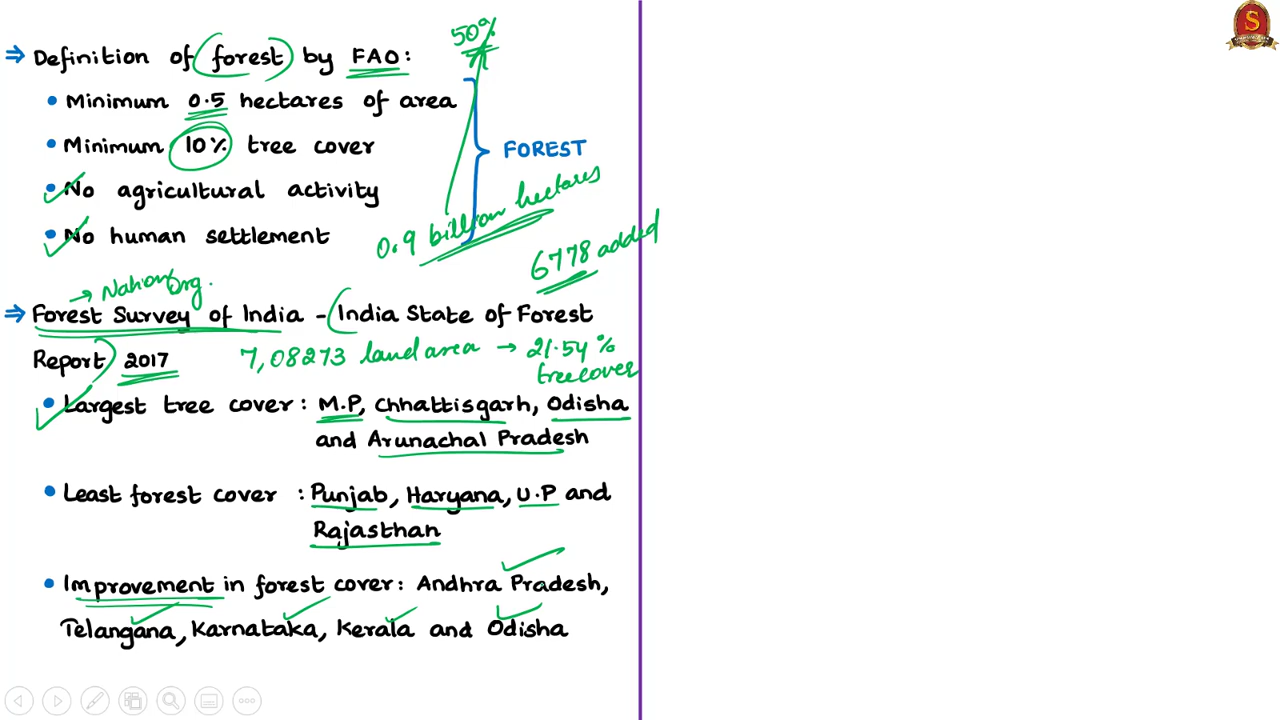 50%
⇒ Definition of (forest) by FAO:
• Minimum 0.5 hectares of area
• Minimum 10% tree cover
FOREST
• No agricultural activity
• No human settlement
0.9 billion hectares
6778 added
→ Nation Org.
⇒ Forest Survey of India - (India State of Forest
Report) 2017
7,08273 land area → 21.54%
treecover
• Largest tree cover: M.P, Chhattisgarh, Odisha
and Arunachal Pradesh
• Least forest cover : Punjab, Haryana, U.P and
Rajasthan
• Improvement in forest cover: Andhra Pradesh,
Telangana, Karnataka, Kerala and Odisha
S